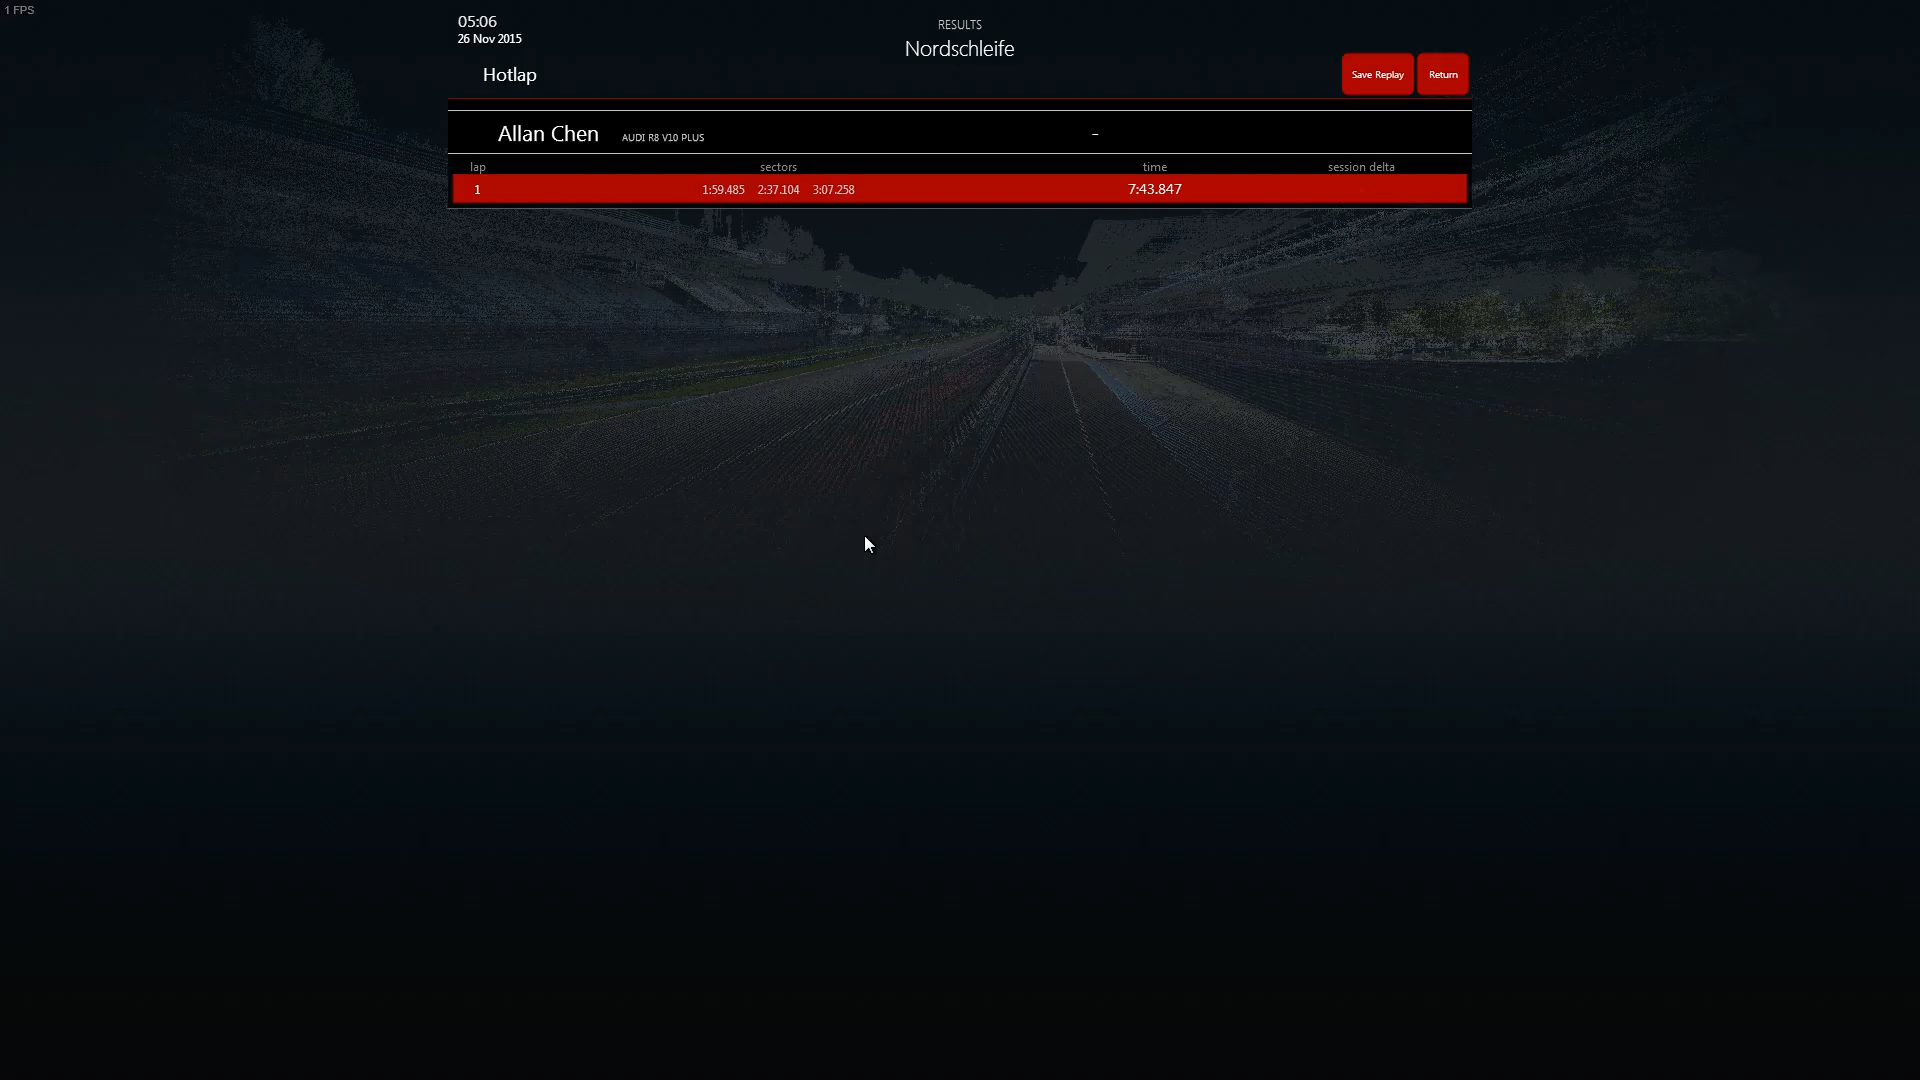 1 FPS
05:06
26 Nov 2015
RESULTS
Nordschleife
Hotlap
Save Replay
Return
Allan Chen AUDI R8 V10 PLUS –
lap sectors time session delta
1 1:59.485 2:37.104 3:07.258 7:43.847